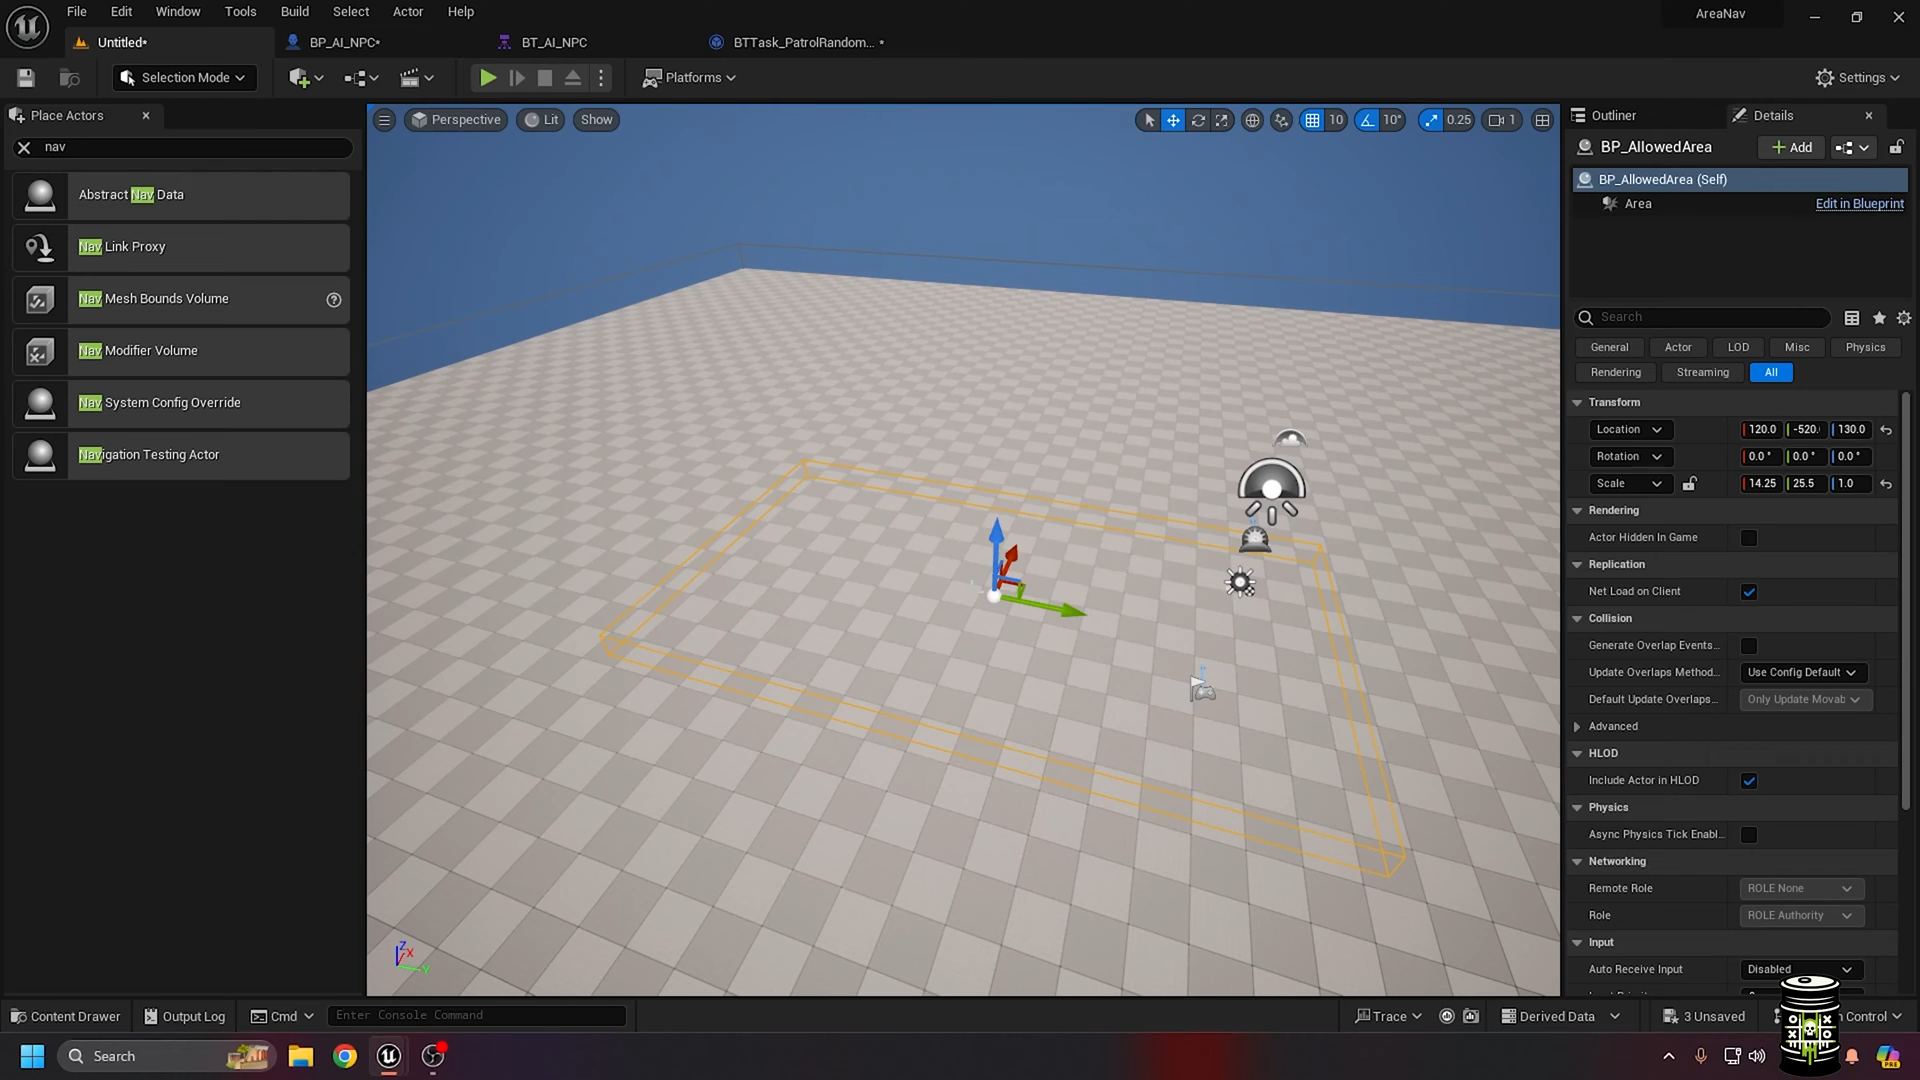 File Edit Window Tools Build Select Actor Help
AreaNav
Untitled*
BP_AI_NPC*
BT_AI_NPC
BTTask_PatrolRandom... *
Selection Mode
Platforms
Settings
Place Actors
nav
Abstract Nav Data
Nav Link Proxy
Nav Mesh Bounds Volume
Nav Modifier Volume
Nav System Config Override
Navigation Testing Actor
Perspective
Lit
Show
10
10°
0.25
1
Z
X
Y
Outliner
Details
BP_AllowedArea
+ Add
BP_AllowedArea (Self)
Area
Edit in Blueprint
Search
General
Actor
LOD
Misc
Physics
Rendering
Streaming
All
Transform
Location 120.0 -520. 130.0
Rotation 0.0° 0.0° 0.0°
Scale 14.25 25.5 1.0
Rendering
Actor Hidden In Game
Replication
Net Load on Client
Collision
Generate Overlap Events...
Update Overlaps Method... Use Config Default
Default Update Overlaps... Only Update Movab
Advanced
HLOD
Include Actor in HLOD
Physics
Async Physics Tick Enabl...
Networking
Remote Role ROLE None
Role ROLE Authority
Input
Auto Receive Input Disabled
Content Drawer
Output Log
Cmd
Enter Console Command
Trace
Derived Data
3 Unsaved
Control
Search
PRE